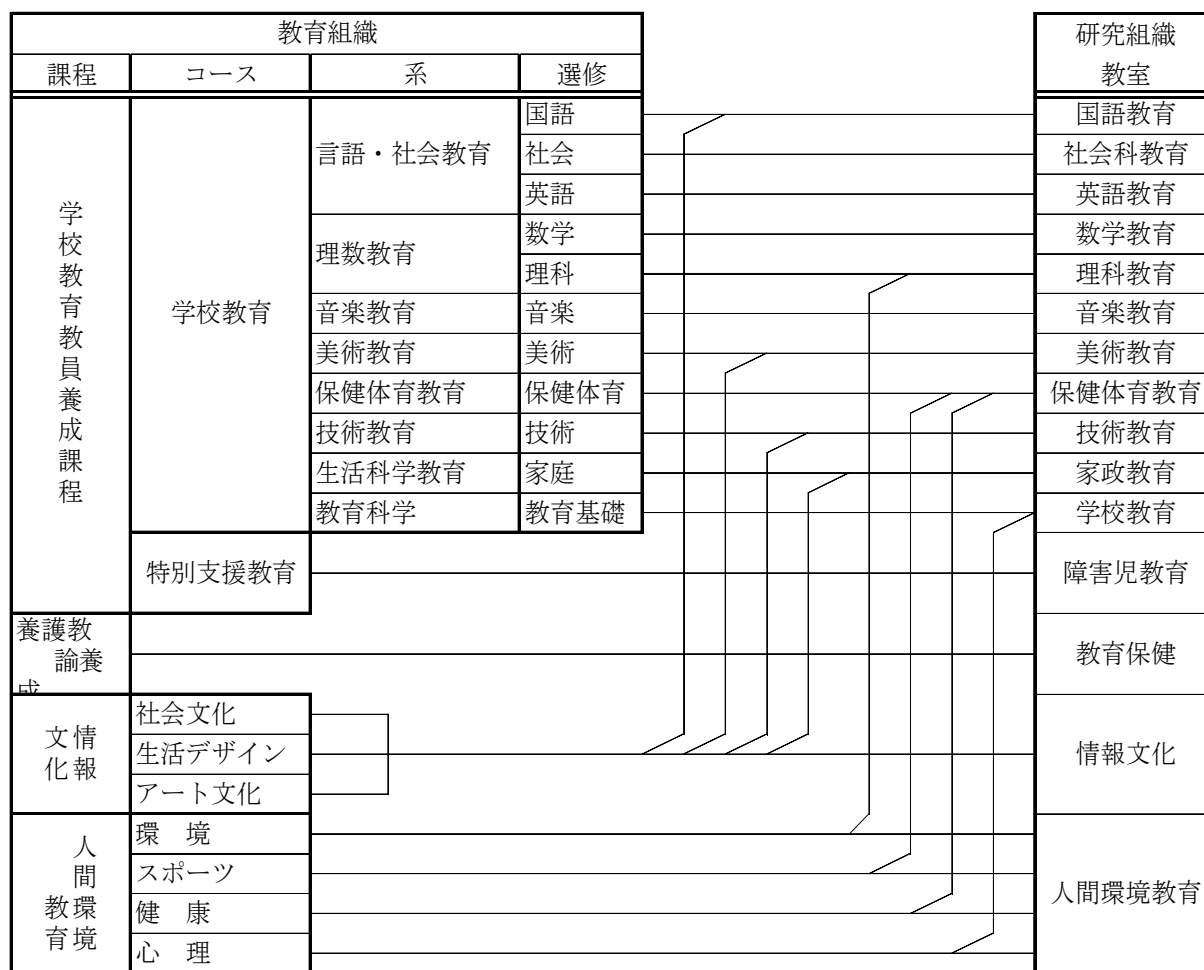 教育組織
研究組織
教室
課程 コース 系 選修
学校教育教員養成課程
学校教育
言語・社会教育
国語
国語教育
社会
社会科教育
英語
英語教育
理数教育
数学
数学教育
理科
理科教育
音楽教育
音楽
音楽教育
美術教育
美術
美術教育
保健体育教育
保健体育
保健体育教育
技術教育
技術
技術教育
生活科学教育
家庭
家政教育
教育科学
教育基礎
学校教育
特別支援教育
障害児教育
養護教
諭養
成
教育保健
情報
文化
社会文化
生活デザイン
アート文化
情報文化
人間環境
教育
環 境
スポーツ
健 康
心 理
人間環境教育